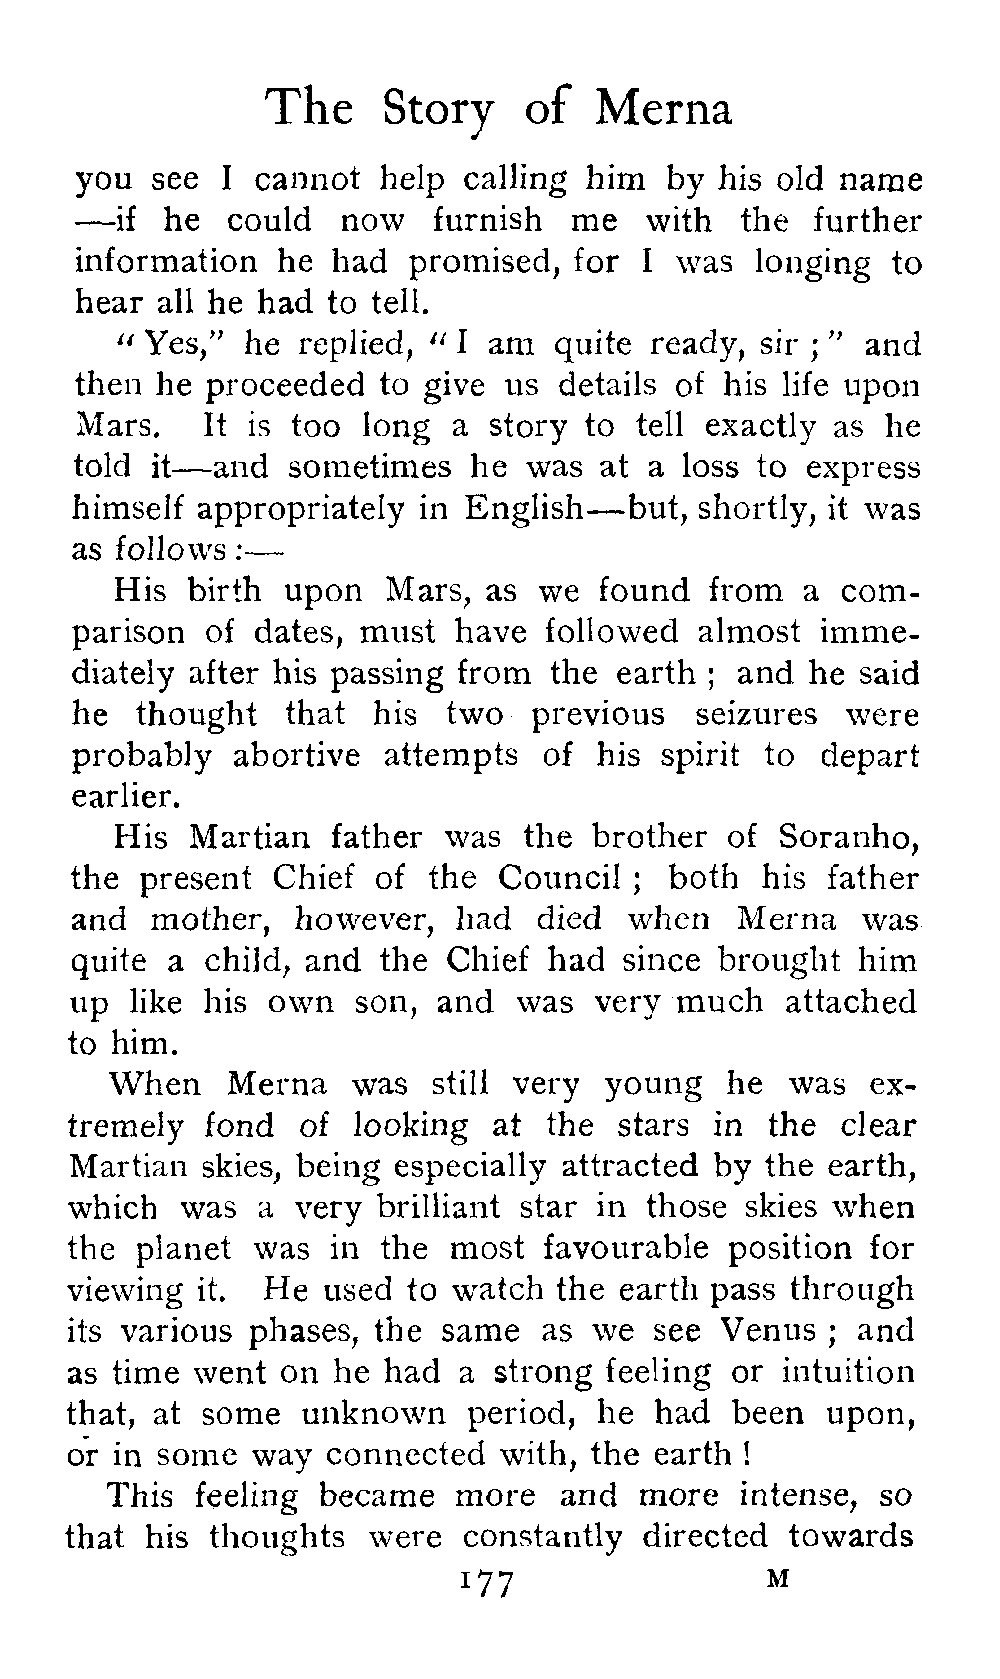 The Story of Merna
you see I cannot help calling him by his old name
—if he could now furnish me with the further
information he had promised, for I was longing to
hear all he had to tell.
“ Yes,” he replied, “ I am quite ready, sir ; ” and
then he proceeded to give us details of his life upon
Mars. It is too long a story to tell exactly as he
told it—and sometimes he was at a loss to express
himself appropriately in English—but, shortly, it was
as follows :—
His birth upon Mars, as we found from a com-
parison of dates, must have followed almost imme-
diately after his passing from the earth ; and he said
he thought that his two previous seizures were
probably abortive attempts of his spirit to depart
earlier.
His Martian father was the brother of Soranho,
the present Chief of the Council ; both his father
and mother, however, had died when Merna was
quite a child, and the Chief had since brought him
up like his own son, and was very much attached
to him.
When Merna was still very young he was ex-
tremely fond of looking at the stars in the clear
Martian skies, being especially attracted by the earth,
which was a very brilliant star in those skies when
the planet was in the most favourable position for
viewing it. He used to watch the earth pass through
its various phases, the same as we see Venus ; and
as time went on he had a strong feeling or intuition
that, at some unknown period, he had been upon,
or in some way connected with, the earth !
This feeling became more and more intense, so
that his thoughts were constantly directed towards
177 M